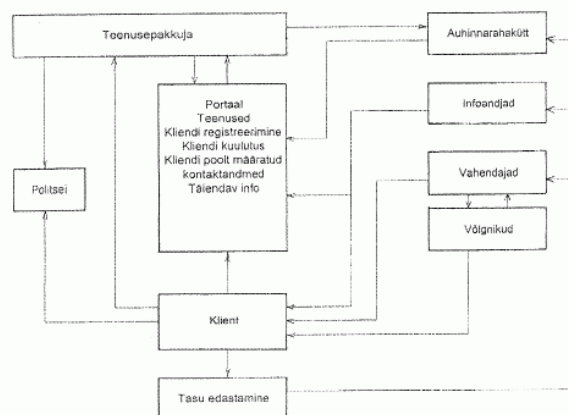 Teenusepakkuja
Auhinnarahakütt
Portaal
Teenused
Kliendi registreerimine
Kliendi kuulutus
Kliendi poolt määratud
kontaktandmed
Täiendav info
Infoandjad
Vahendajad
Politsei
Võlgnikud
Klient
Tasu edastamine